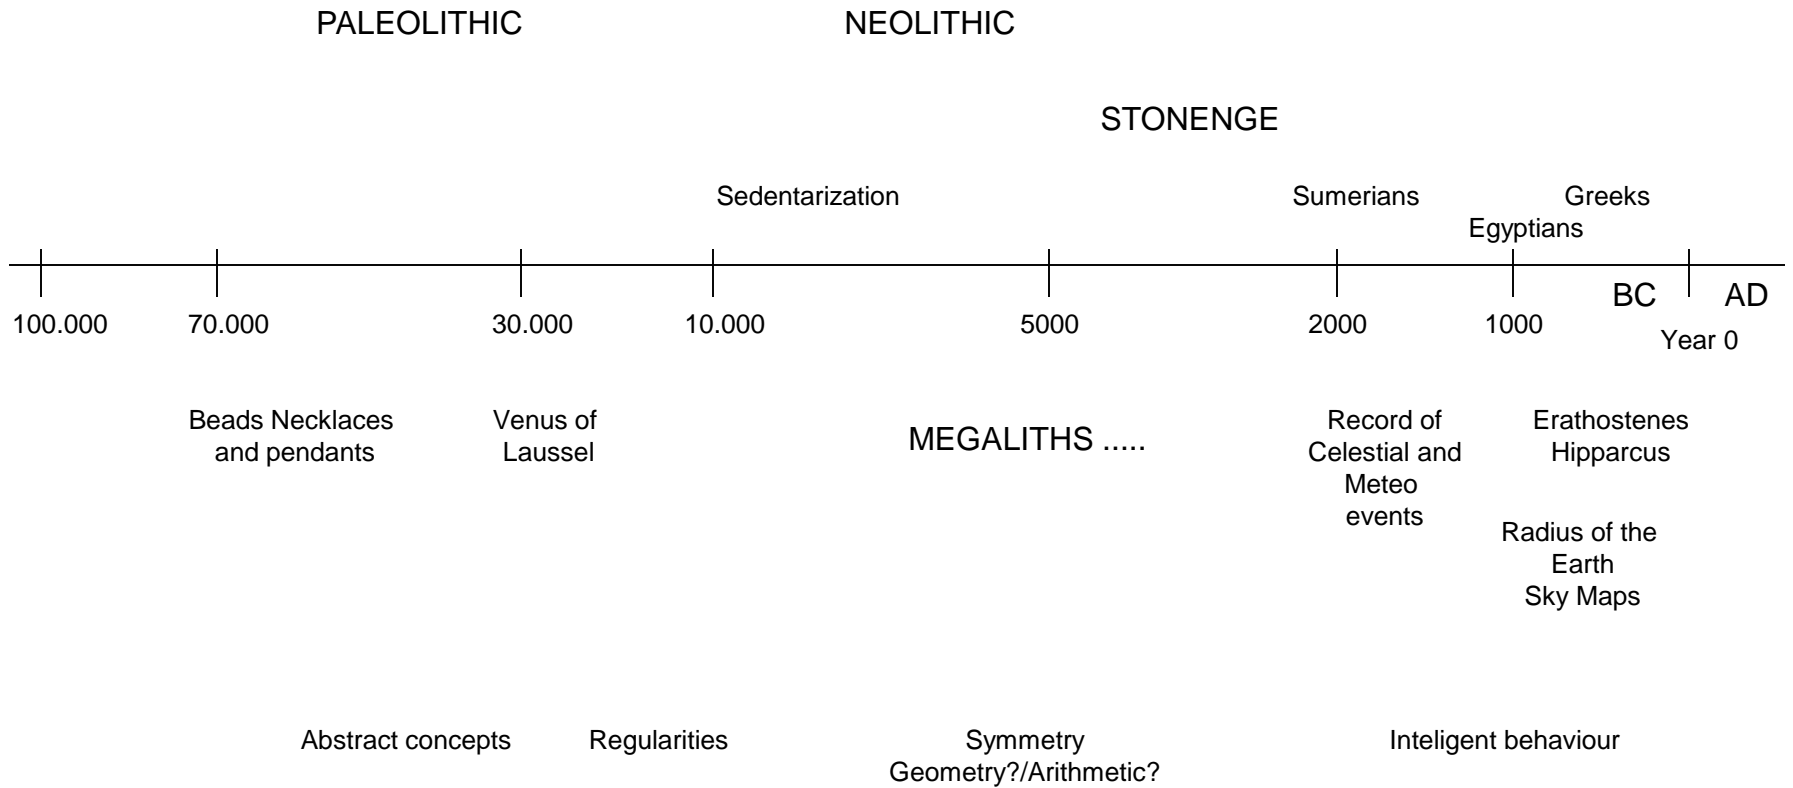 PALEOLITHIC
NEOLITHIC
STONENGE
Sedentarization
Sumerians
Greeks
Egyptians
BC
AD
100.000
70.000
30.000
10.000
5000
2000
1000
Year 0
Beads Necklaces
and pendants
Venus of
Laussel
MEGALITHS .....
Record of
Celestial and
Meteo
events
Erathostenes
Hipparcus
Radius of the
Earth
Sky Maps
Abstract concepts
Regularities
Symmetry
Geometry?/Arithmetic?
Inteligent behaviour